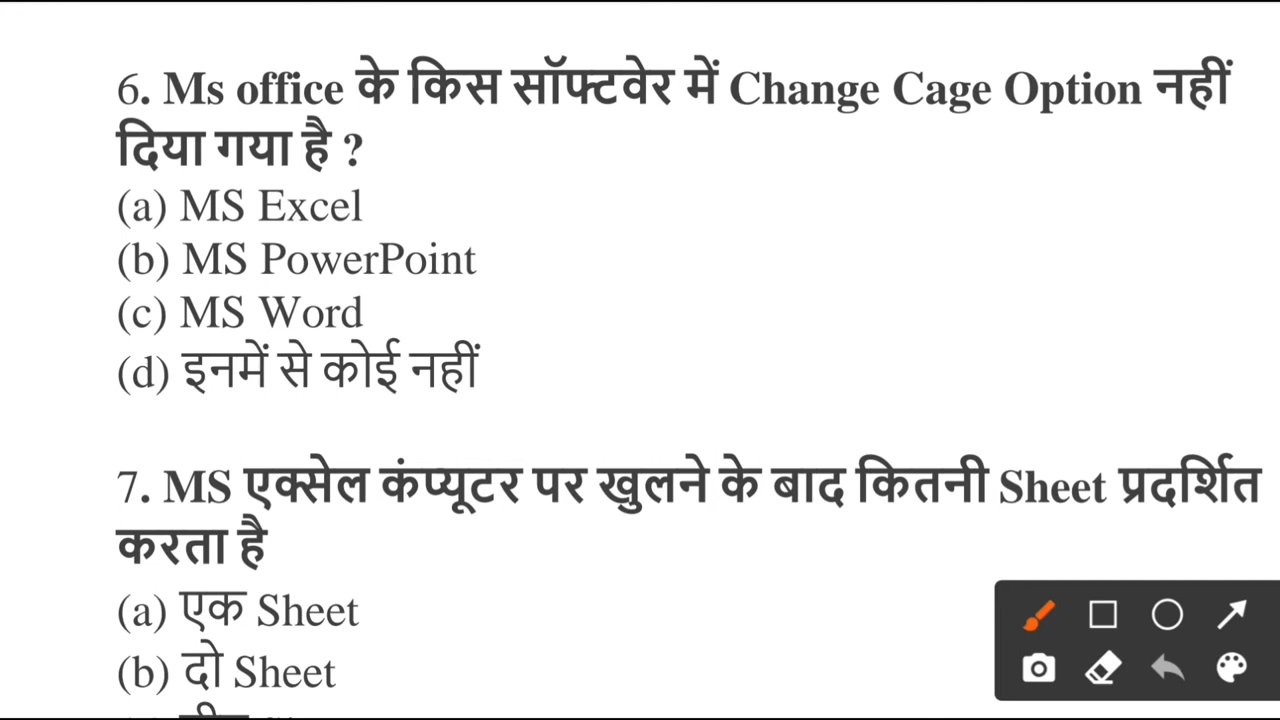 6. Ms office के किस सॉफ्टवेर में Change Cage Option नहीं
दिया गया है ?
(a) MS Excel
(b) MS PowerPoint
(c) MS Word
(d) इनमें से कोई नहीं
7. MS एक्सेल कंप्यूटर पर खुलने के बाद कितनी Sheet प्रदर्शित
करता है
(a) एक Sheet
(b) दो Sheet